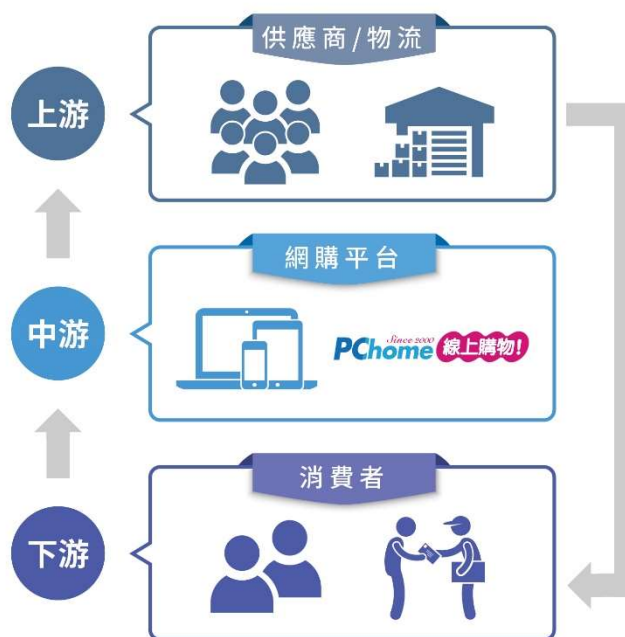 供應商/物流
上游
網購平台
中游
Since 2000
PChome 線上購物!
消費者
下游